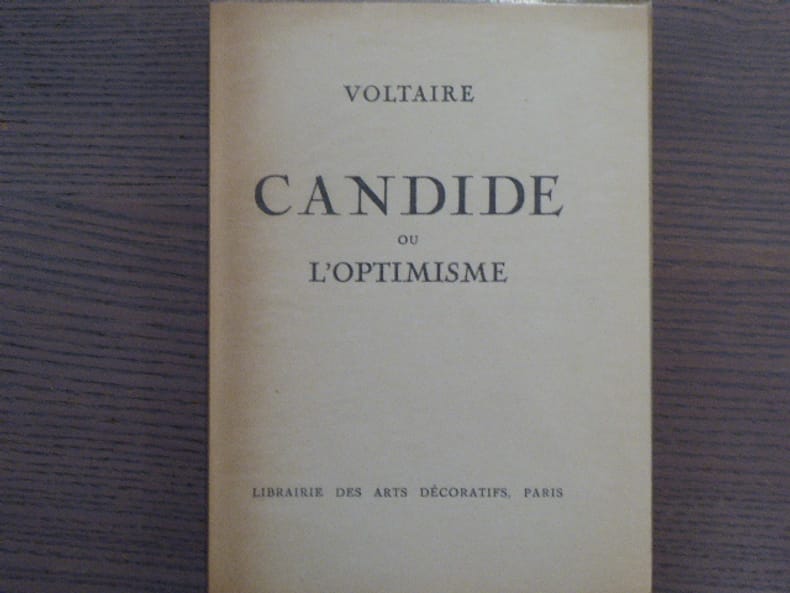 VOLTAIRE
CANDIDE
OU
L'OPTIMISME
LIBRAIRIE DES ARTS DÉCORATIFS, PARIS